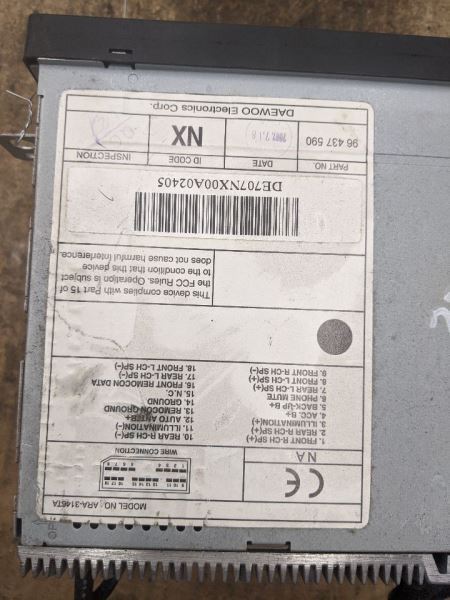 MODEL NO : ARA-3146TA
CE
NA
WIRE CONNECTION
1. FRONT R-CH SP(+)
2. REAR R-CH SP(+)
3. ILLUMINATION(+)
4. ACC. B+
5. BACK-UP B+
6. PHONE MUTE
7. REAR L-CH SP(+)
8. FRONT L-CH SP(+)
9. FRONT R-CH SP(-)
10. REAR R-CH SP(-)
11. ILLUMINATION(-)
12. AUTO ANTEB+
13. REMOCON GROUND
14. GROUND
15. N.C
16. FRONT REMOCON DATA
17. REAR L-CH SP(-)
18. FRONT L-CH SP(-)
This device complies with Part 15 of
the FCC Rules. Operation is subject
to the condition that this device
does not cause harmful interference.
DE707NX00A02405
PART NO. DATE ID CODE INSPECTION
96 437 590 NX
DAEWOO Electronics Corp.